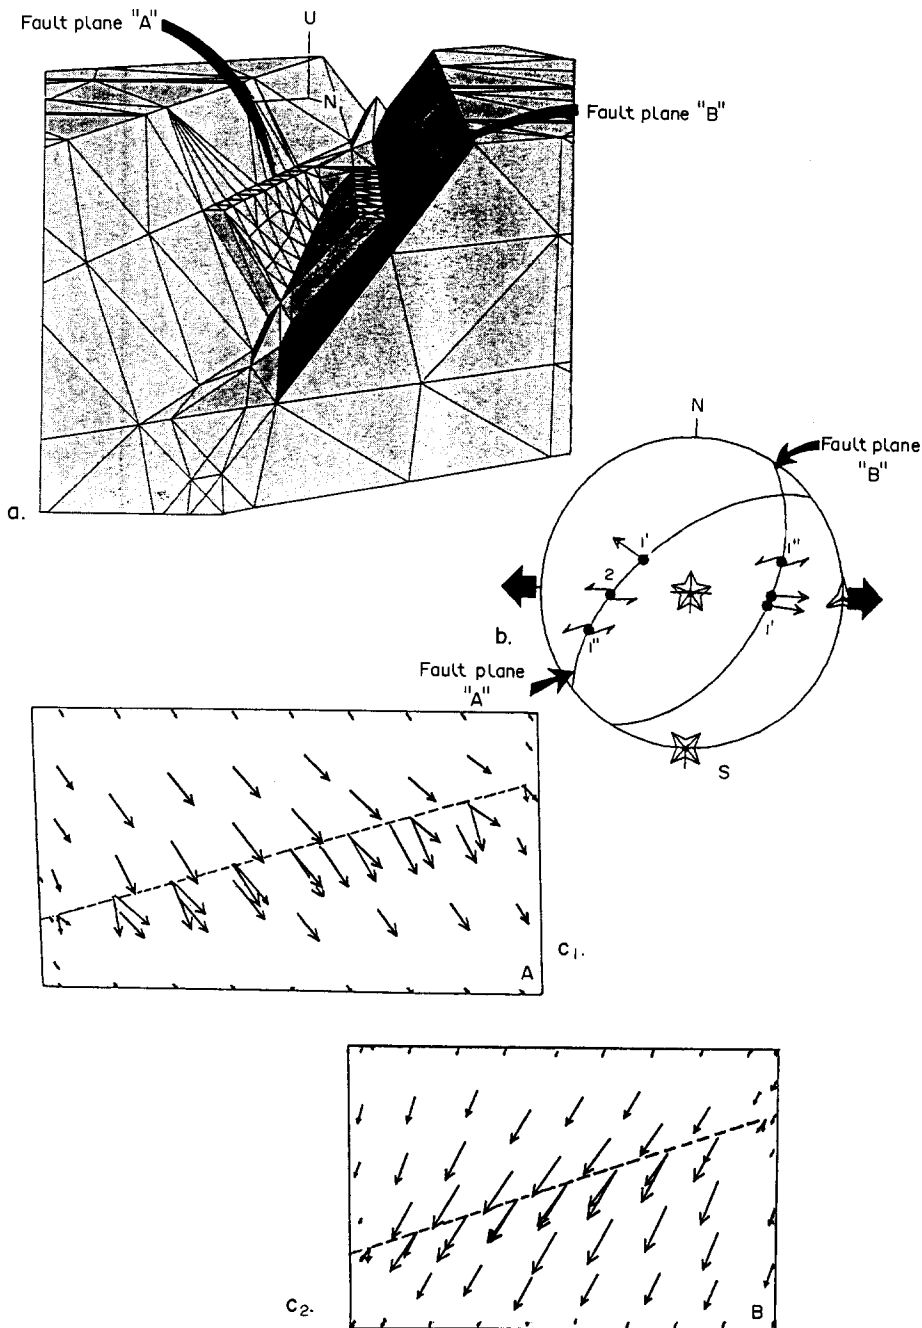 Fault plane "A"
U
N
Fault plane "B"
a.
N
Fault plane
"B"
1'
1"
2
1"
1'
b.
Fault plane
"A"
S
A
C1.
C2.
B